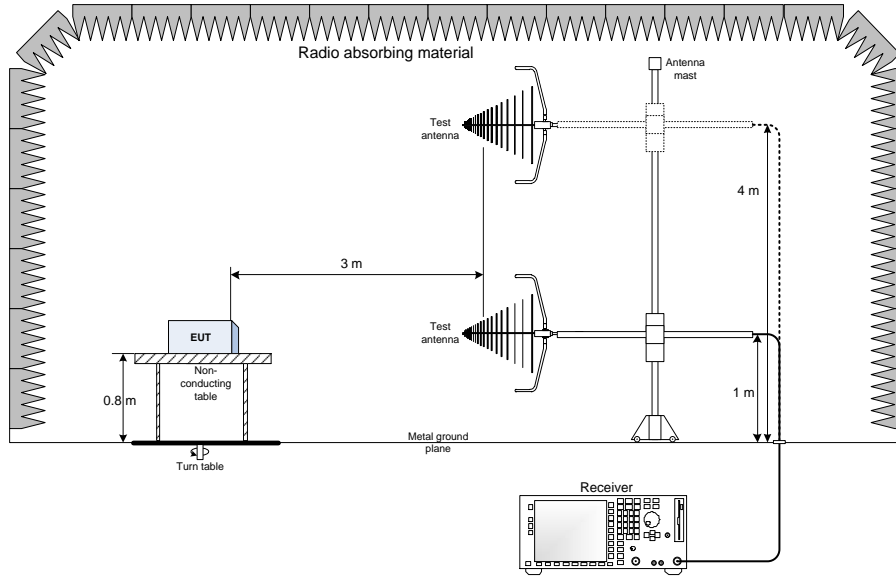 Radio absorbing material
Antenna
mast
Test
antenna
4 m
3 m
Test
antenna
EUT
Non-
conducting
table
0.8 m
1 m
Metal ground
plane
Turn table
Receiver